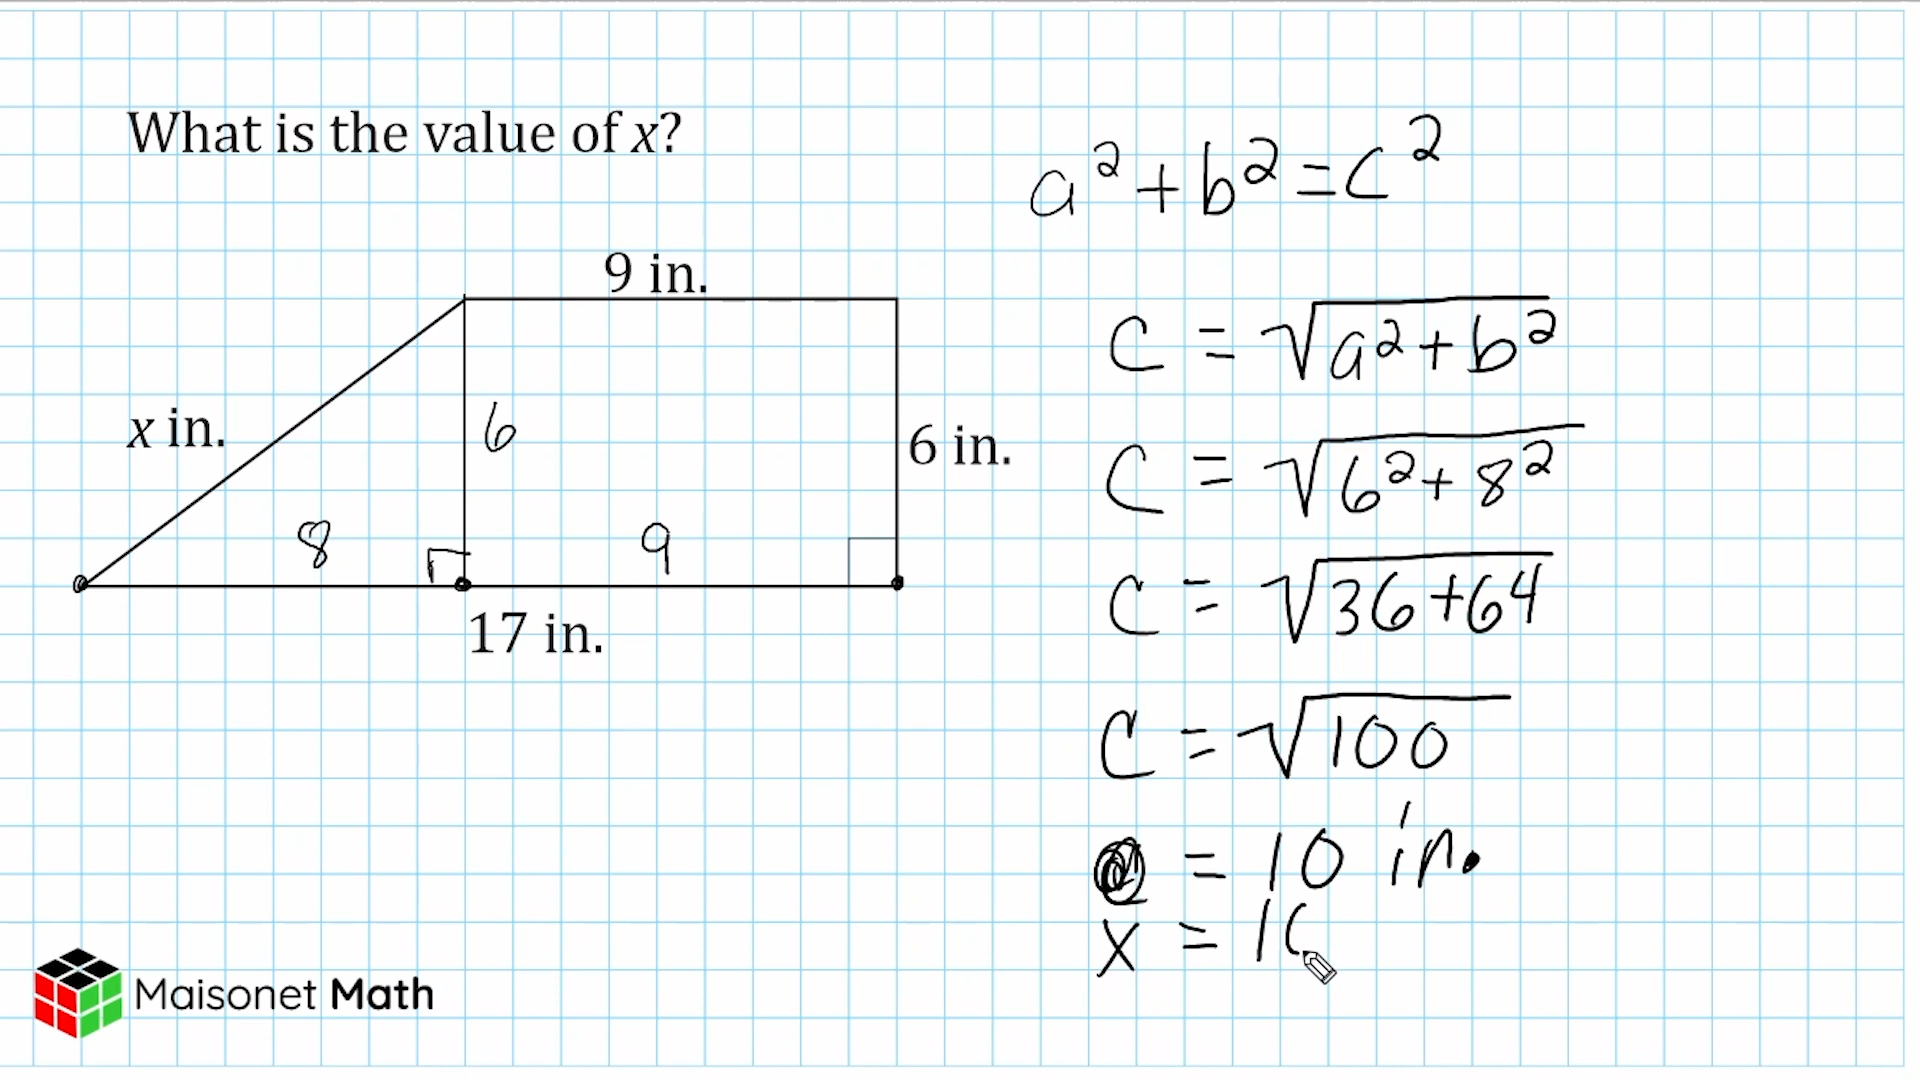 What is the value of x?
a² + b² = c²
9 in.
c = √a² + b²
x in.
6
6 in.
c = √6² + 8²
8
9
17 in.
c = √36 + 64
c = √100
= 10 in.
x =
Maisonet Math